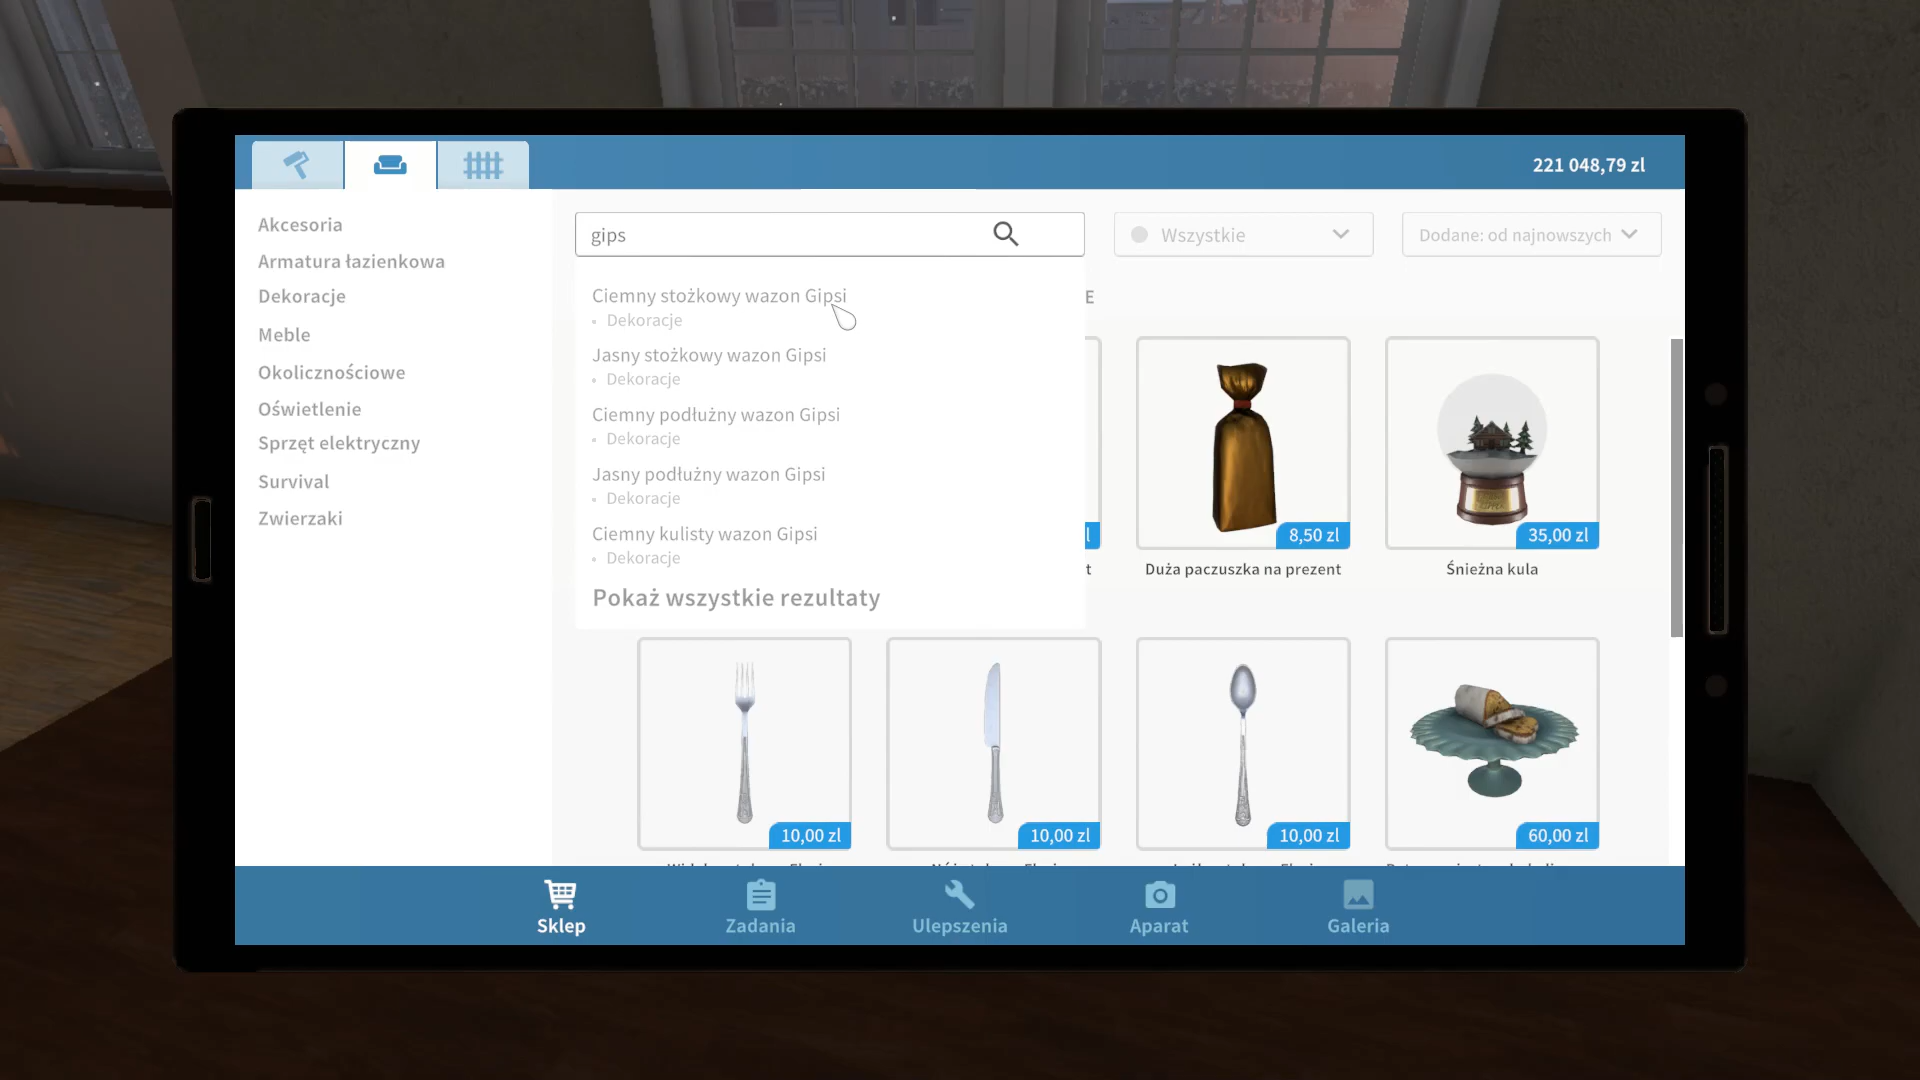 221 048,79 zl
Akcesoria
Armatura łazienkowa
Dekoracje
Meble
Okolicznościowe
Oświetlenie
Sprzęt elektryczny
Survival
Zwierzaki
gips
Wszystkie
Dodane: od najnowszych
Ciemny stożkowy wazon Gipsi
• Dekoracje
Jasny stożkowy wazon Gipsi
• Dekoracje
Ciemny podłużny wazon Gipsi
• Dekoracje
Jasny podłużny wazon Gipsi
• Dekoracje
Ciemny kulisty wazon Gipsi
• Dekoracje
Pokaż wszystkie rezultaty
E
l
t
8,50 zl
Duża paczuszka na prezent
35,00 zl
Śnieżna kula
10,00 zl
10,00 zl
10,00 zl
60,00 zl
Sklep
Zadania
Ulepszenia
Aparat
Galeria